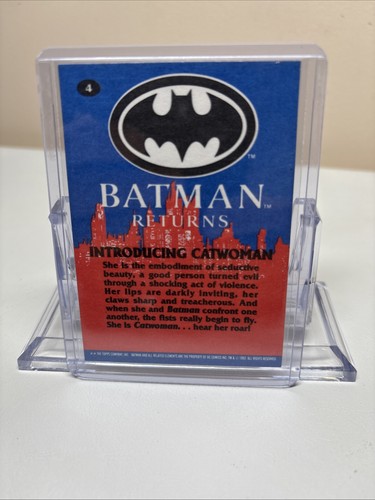 4
TM
BATMAN TM
RETURNS
INTRODUCING CATWOMAN
She is the embodiment of seductive
beauty, a good person turned evil
through a shocking act of violence.
Her lips are darkly inviting, her
claws sharp and treacherous. And
when she and Batman confront one
another, the fists really begin to fly.
She is Catwoman. . . hear her roar!